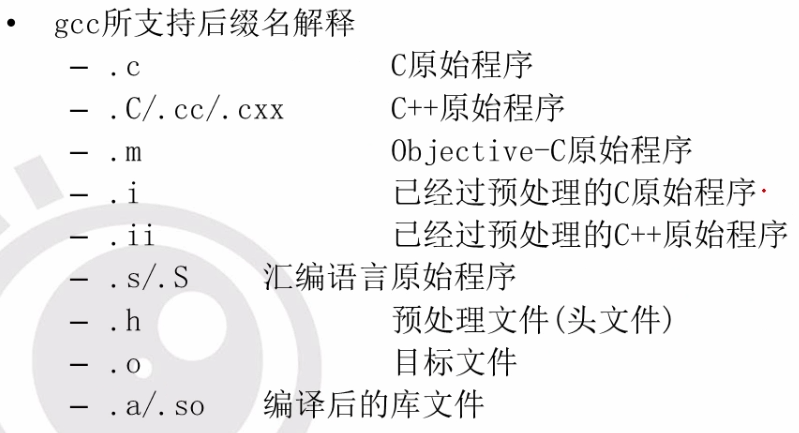 • gcc所支持后缀名解释
– .c C原始程序
– .C/.cc/.cxx C++原始程序
– .m Objective-C原始程序
– .i 已经过预处理的C原始程序
– .ii 已经过预处理的C++原始程序
– .s/.S 汇编语言原始程序
– .h 预处理文件(头文件)
– .o 目标文件
– .a/.so 编译后的库文件